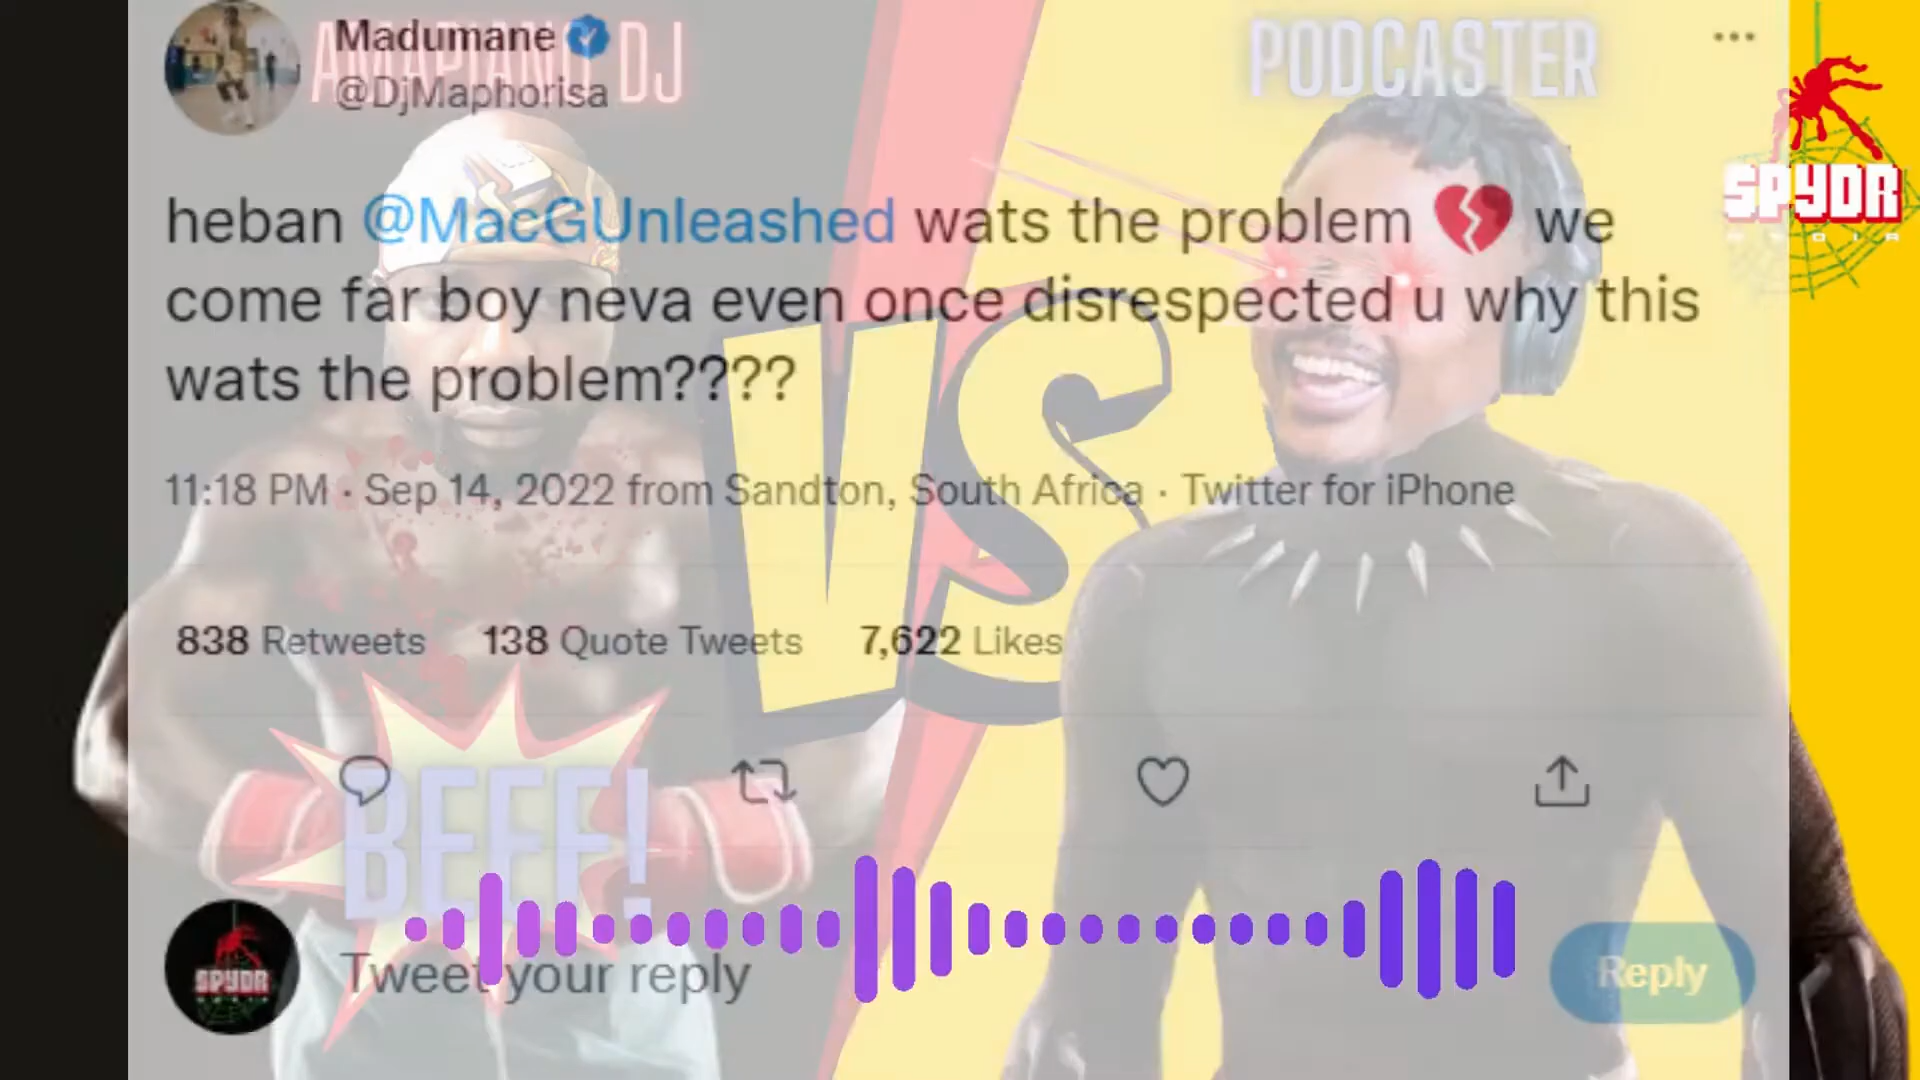 AMAPIANO DJ
Madumane
@DjMaphorisa
PODCASTER
SPYDR
MEDIA
heban @MacGUnleashed wats the problem 💔 we
come far boy neva even once disrespected u why this
wats the problem????
VS
11:18 PM · Sep 14, 2022 from Sandton, South Africa · Twitter for iPhone
838 Retweets 138 Quote Tweets 7,622 Likes
BEEF!
SPYDR
Tweet your reply
Reply